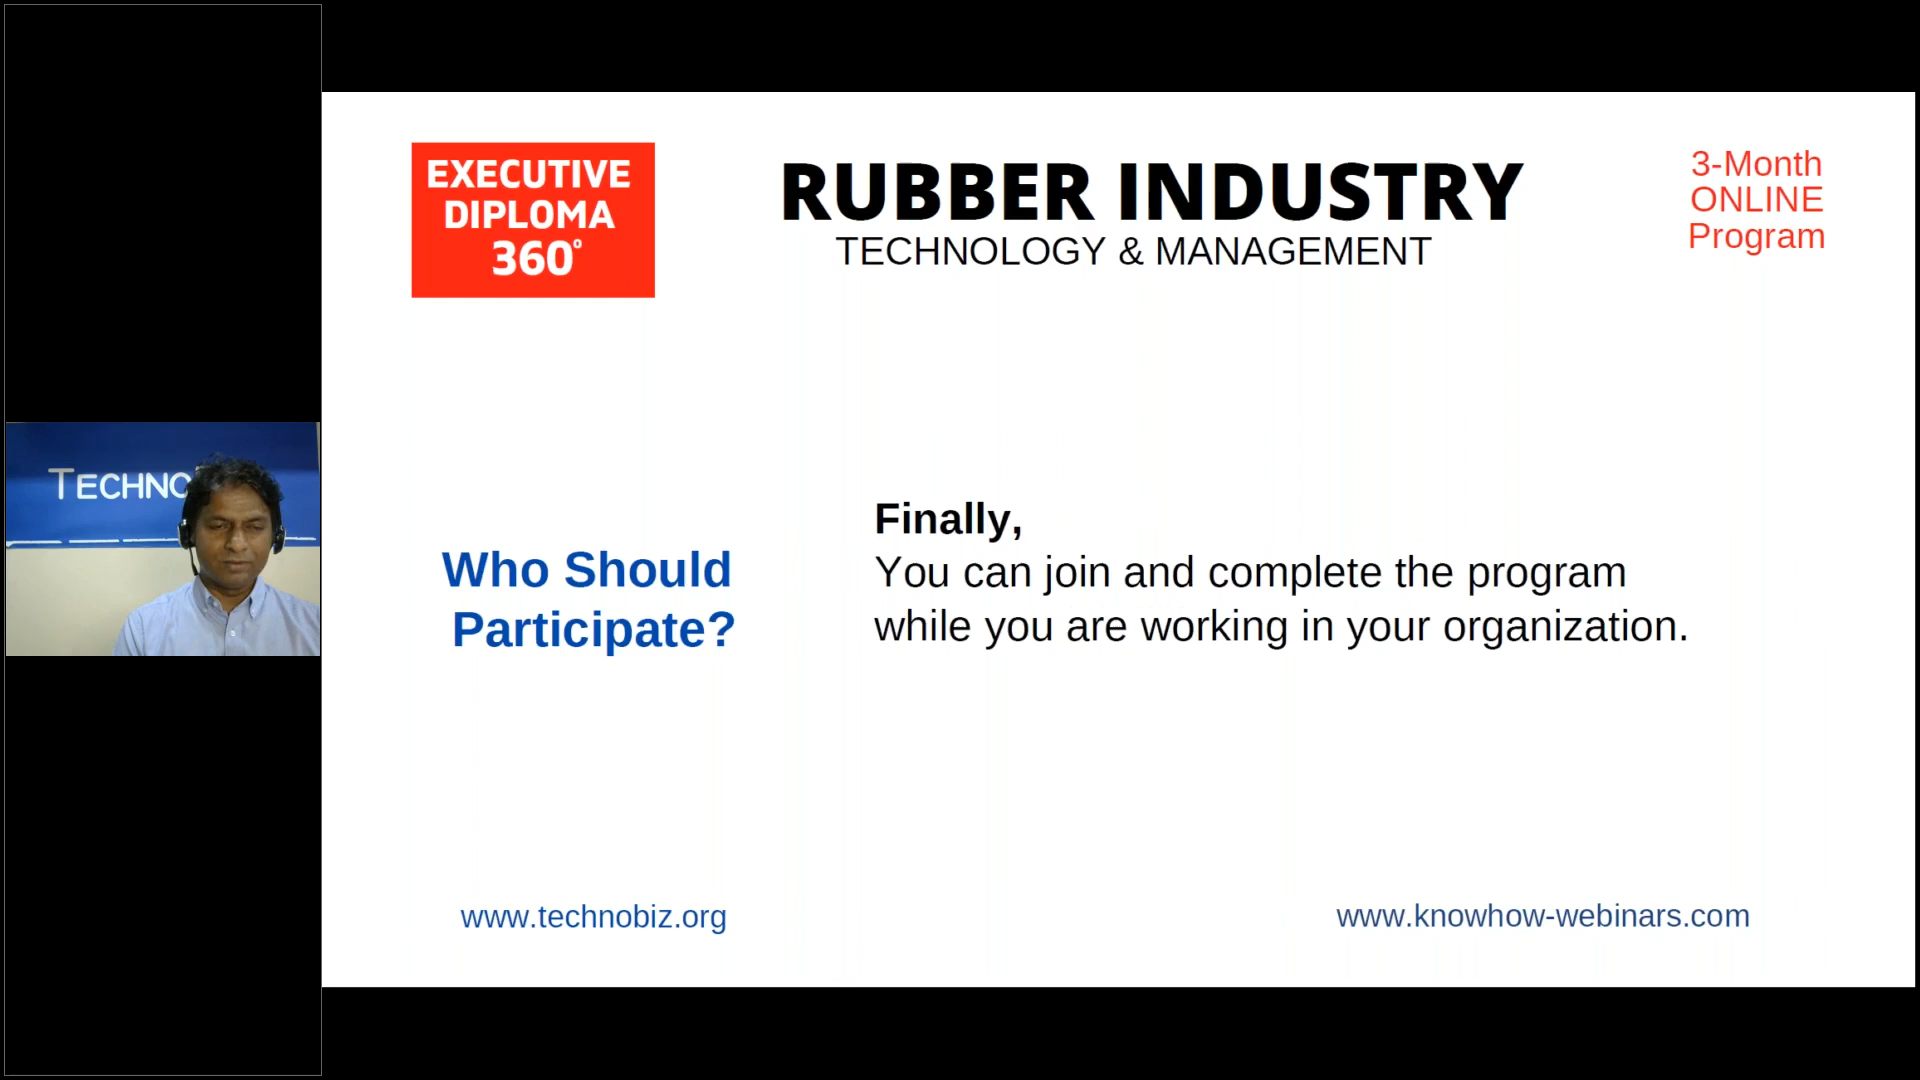 EXECUTIVE
DIPLOMA
360°
RUBBER INDUSTRY
TECHNOLOGY & MANAGEMENT
3-Month
ONLINE
Program
TECHNO
Who Should
Participate?
Finally,
You can join and complete the program
while you are working in your organization.
www.technobiz.org
www.knowhow-webinars.com